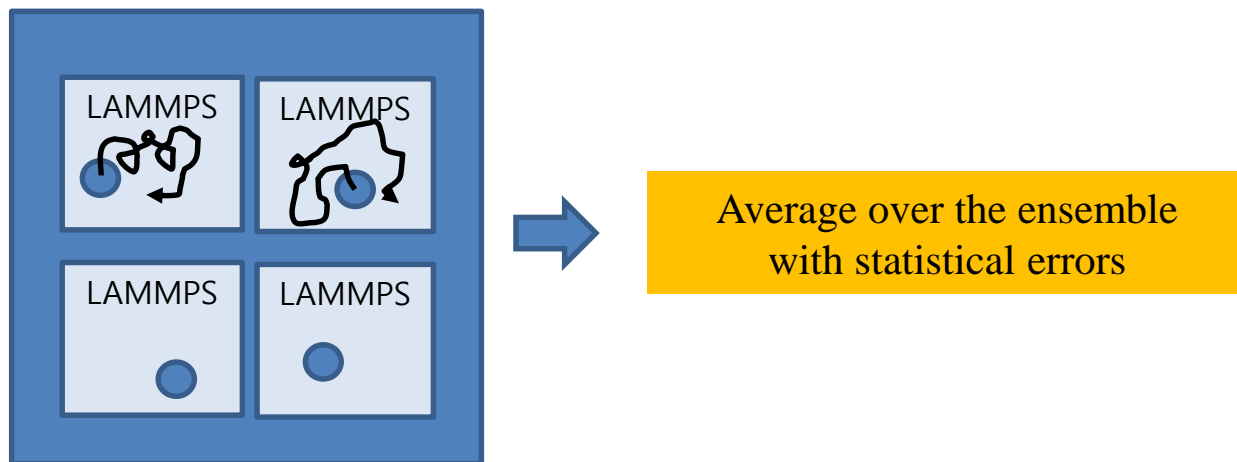 LAMMPS
LAMMPS
LAMMPS
LAMMPS
Average over the ensemble
with statistical errors